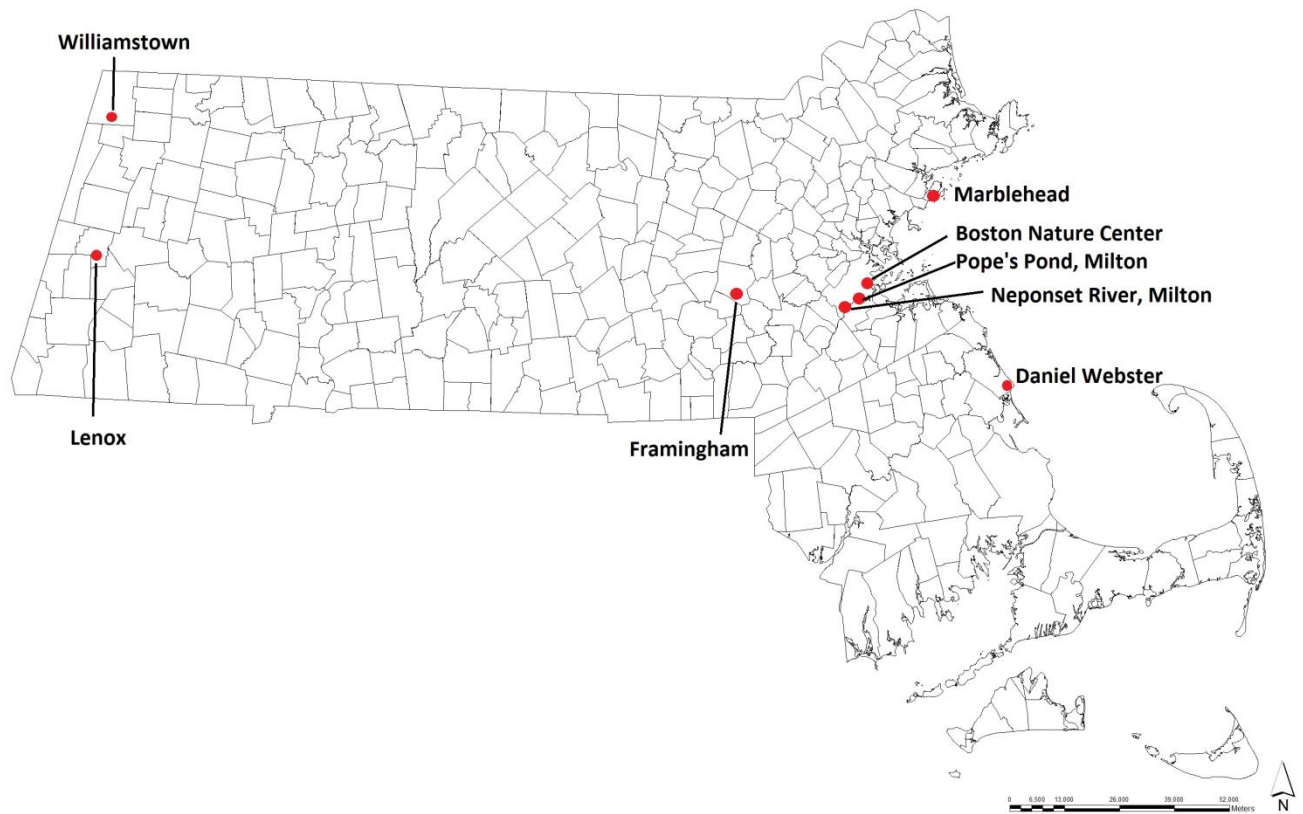 Williamstown
Marblehead
Boston Nature Center
Pope's Pond, Milton
Neponset River, Milton
Daniel Webster
Lenox
Framingham
0 6,500 13,000 26,000 39,000 52,000
Meters
N